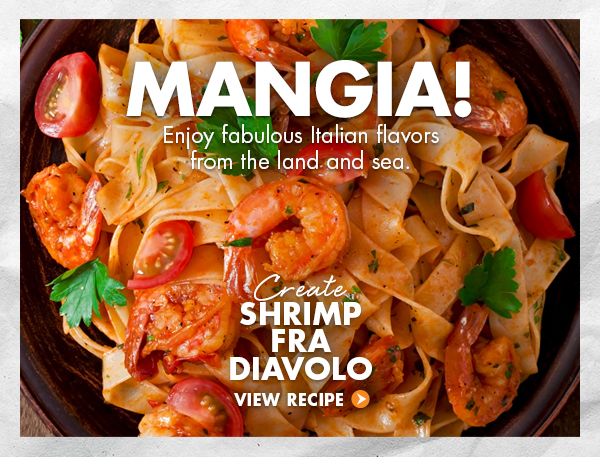 MANGIA!
Enjoy fabulous Italian flavors
from the land and sea.
Create
SHRIMP
FRA
DIAVOLO
VIEW RECIPE